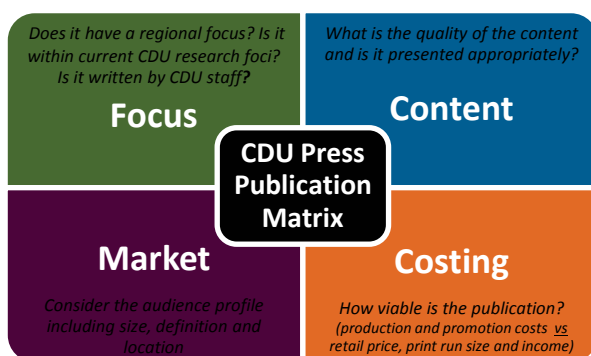 Does it have a regional focus? Is it
within current CDU research foci?
Is it written by CDU staff?
Focus
What is the quality of the content
and is it presented appropriately?
Content
CDU Press
Publication
Matrix
Market
Consider the audience profile
including size, definition and
location
Costing
How viable is the publication?
(production and promotion costs vs
retail price, print run size and income)